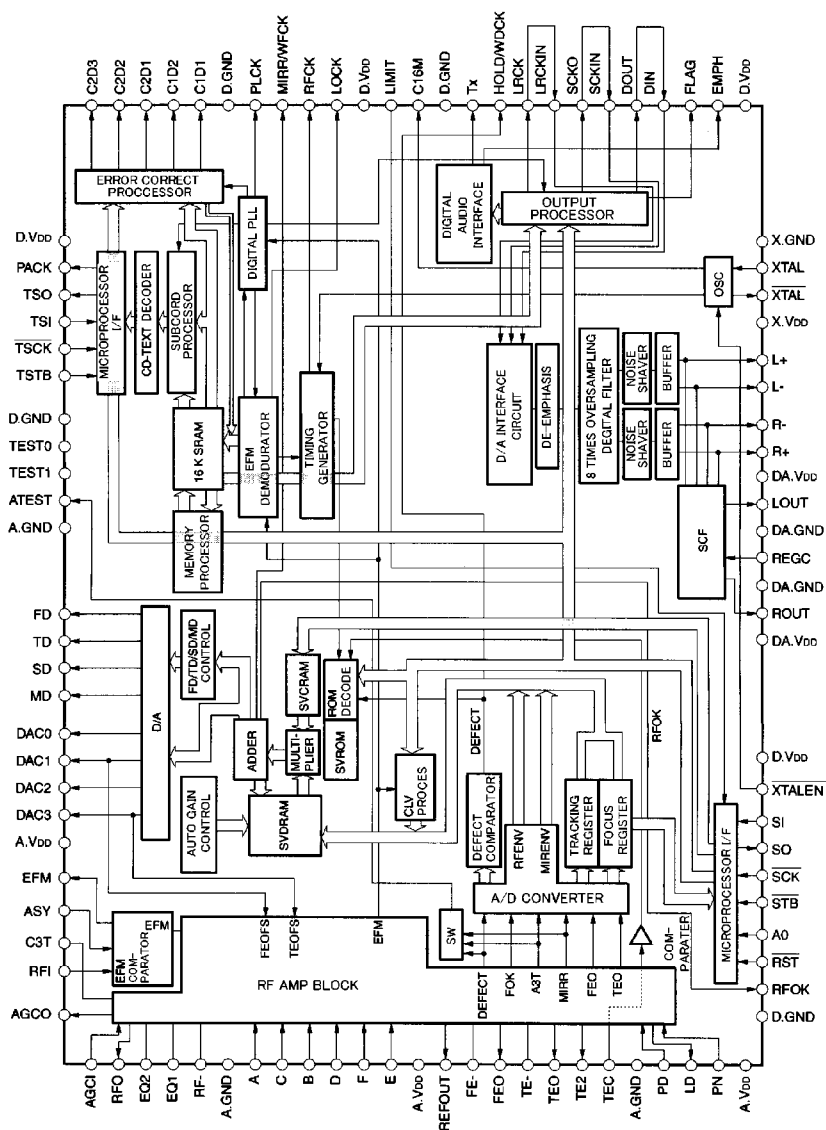 C2D3
C2D2
C2D1
C1D2
C1D1
D.GND
PLCK
MIRR/WFCK
RFCK
LOCK
D.VDD
LIMIT
C16M
D.GND
Tx
HOLD/WDCK
LRCK
LRCKIN
SCKO
SCKIN
DOUT
DIN
FLAG
EMPH
D.VDD
D.VDD
PACK
TSO
TSI
TSCK
TSTB
D.GND
TEST0
TEST1
ATEST
A.GND
FD
TD
SD
MD
DAC0
DAC1
DAC2
DAC3
A.VDD
EFM
ASY
C3T
RFI
AGCO
ERROR CORRECT
PROCCESSOR
MICROPROCESSOR
I/F
CD-TEXT DECODER
SUBCORD
PROCESSOR
DIGITAL PLL
16 K SRAM
EFM
DEMODURATOR
TIMING
GENERATOR
MEMORY
PROCESSOR
DIGITAL
AUDIO
INTERFACE
OUTPUT
PROCESSOR
OSC
D/A INTERFACE
CIRCUIT
DE-EMPHASIS
8 TIMES OVERSAMPLING
DEGITAL FILTER
NOISE
SHAVER
BUFFER
NOISE
SHAVER
BUFFER
SCF
D/A
FD/TD/SD/MD
CONTROL
AUTO GAIN
CONTROL
ADDER
SVCRAM
MULTI-
PLIER
ROM
DECODE
SVROM
SVDRAM
CLV
PROCES
DEFECT
DEFECT
COMPARATOR
RFENV
MIRENV
TRACKING
REGISTER
FOCUS
REGISTER
A/D CONVERTER
RFOK
MICROPROCESSOR I/F
COM-
PARATER
SW
EFM
EFM
COM-
PARATOR
RF AMP BLOCK
FEOFS
TEOFS
EFM
DEFECT
FOK
A3T
MIRR
FEO
TEO
X.GND
XTAL
XTAL
X.VDD
L+
L-
R-
R+
DA.VDD
LOUT
DA.GND
REGC
DA.GND
ROUT
DA.VDD
D.VDD
XTALEN
SI
SO
SCK
STB
A0
RST
RFOK
D.GND
AGCI
RFO
EQ2
EQ1
RF-
A.GND
A
C
B
D
F
E
A.VDD
REFOUT
FE-
FEO
TE-
TEO
TE2
TEC
A.GND
PD
LD
PN
A.VDD